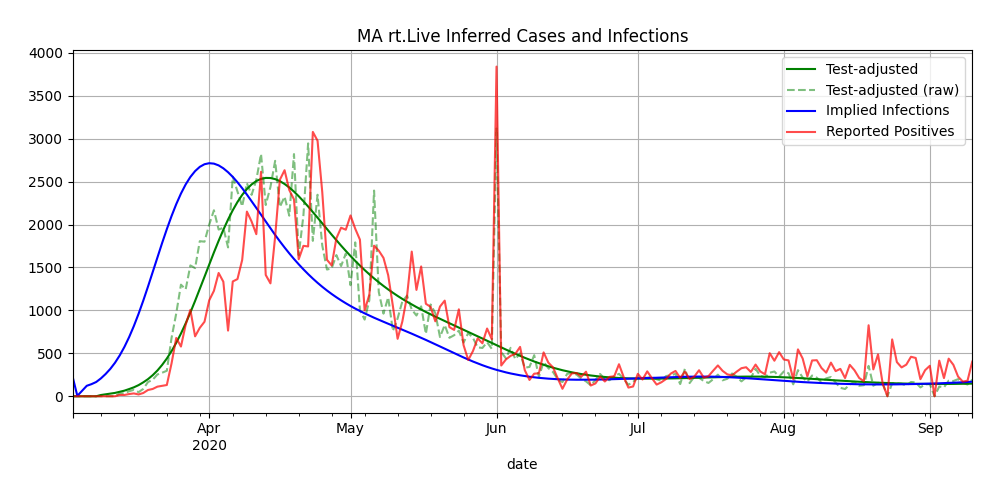 MA rt.Live Inferred Cases and Infections
4000
3500
3000
2500
2000
1500
1000
500
0
Test-adjusted
Test-adjusted (raw)
Implied Infections
Reported Positives
Apr
2020
May
Jun
Jul
Aug
Sep
date